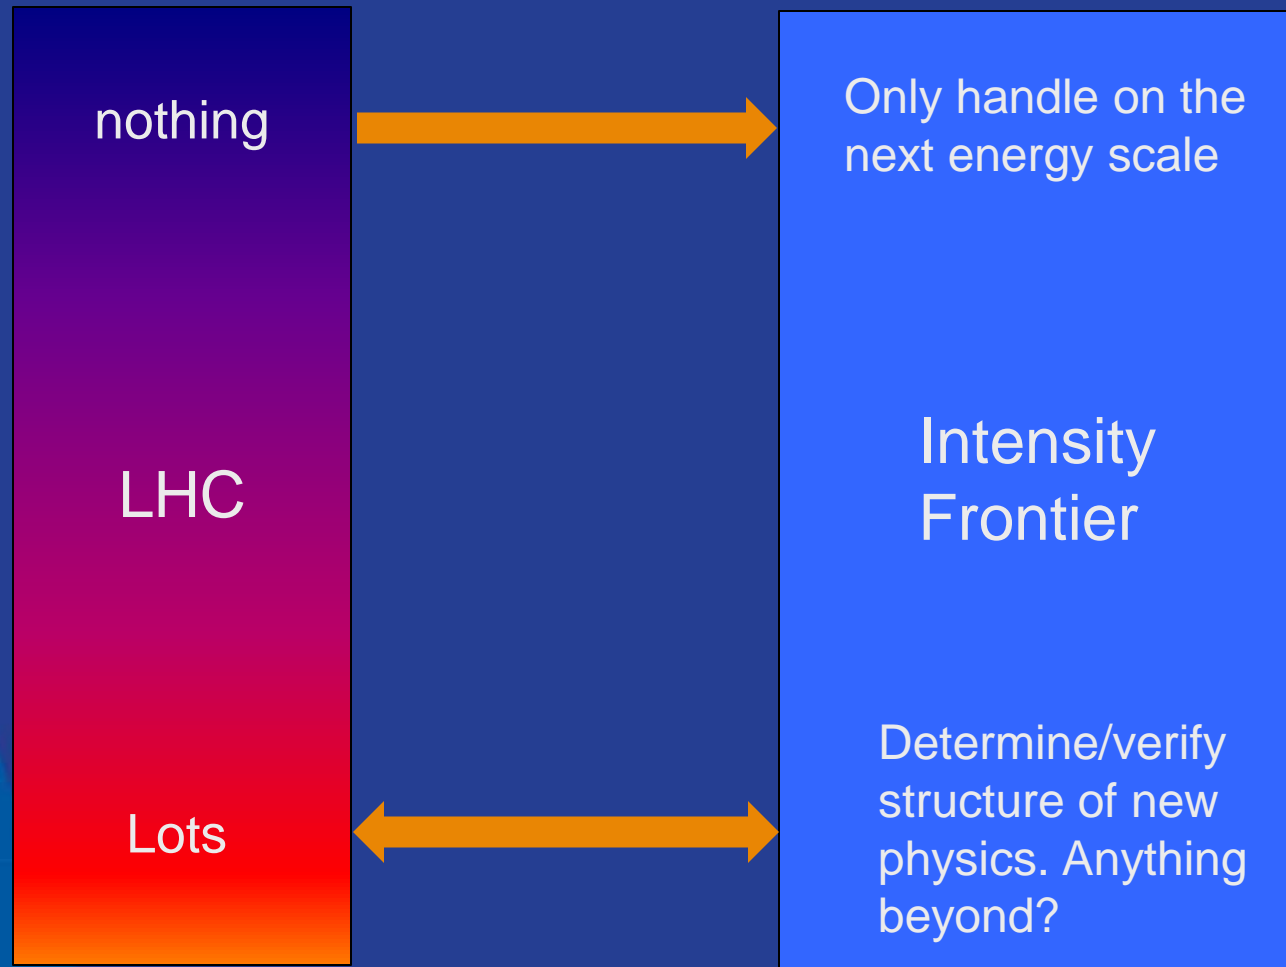 nothing
Only handle on the
next energy scale
LHC
Intensity
Frontier
Lots
Determine/verify
structure of new
physics. Anything
beyond?